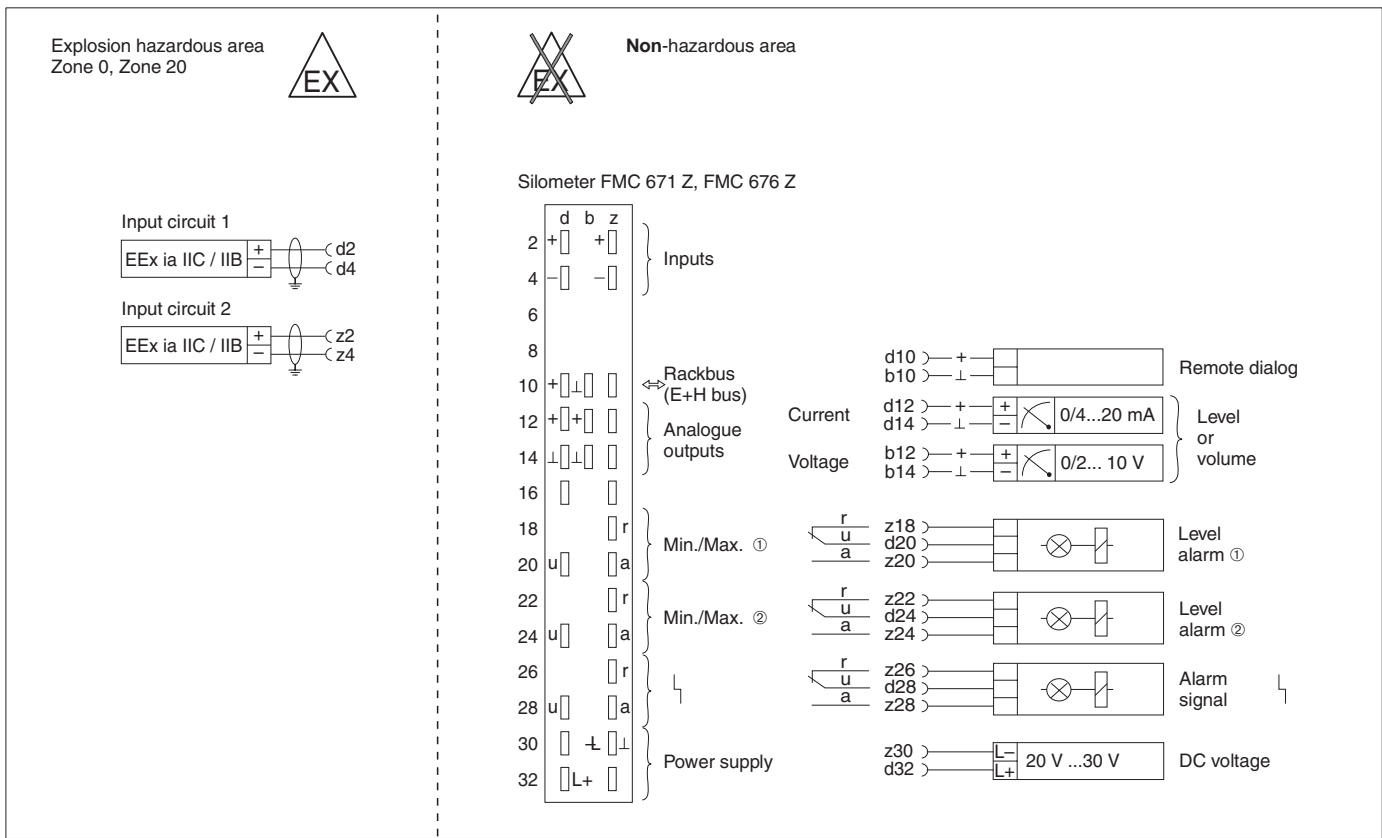 Explosion hazardous area
Zone 0, Zone 20
EX
EX
Non-hazardous area
Input circuit 1
EEx ia IIC / IIB + −
d2
d4
Input circuit 2
EEx ia IIC / IIB + −
z2
z4
Silometer FMC 671 Z, FMC 676 Z
d b z
2 + +
4 − −
Inputs
6
8
10 + ⊥
Rackbus
(E+H bus)
12 + +
14 ⊥ ⊥
Analogue
outputs
16
18 r
20 u a
Min./Max. ①
22 r
24 u a
Min./Max. ②
26 r
28 u a
30 L− ⊥
32 L+
Power supply
d10 +
b10 ⊥
Remote dialog
Current
d12 + +
d14 ⊥ −
0/4...20 mA
Voltage
b12 + +
b14 ⊥ −
0/2... 10 V
Level
or
volume
r z18
u d20
a z20
Level
alarm ①
r z22
u d24
a z24
Level
alarm ②
r z26
u d28
a z28
Alarm
signal
z30 L−
d32 L+
20 V ...30 V
DC voltage